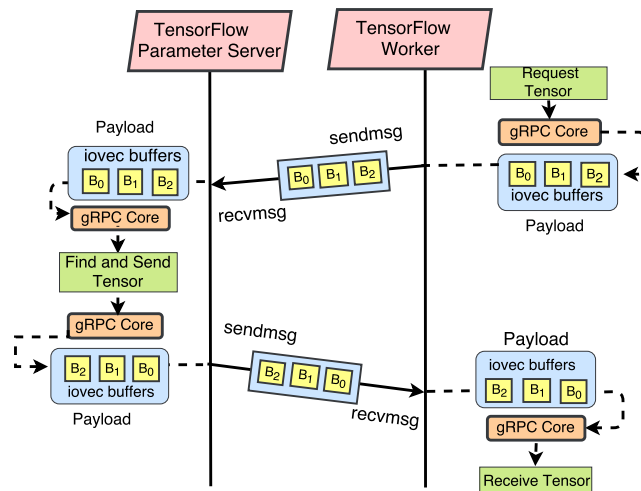 TensorFlow
Parameter Server
TensorFlow
Worker
Request
Tensor
gRPC Core
B0 B1 B2
iovec buffers
Payload
sendmsg
B0 B1 B2
recvmsg
Payload
iovec buffers
B0 B1 B2
gRPC Core
Find and Send
Tensor
gRPC Core
B2 B1 B0
iovec buffers
Payload
sendmsg
B2 B1 B0
recvmsg
Payload
iovec buffers
B2 B1 B0
gRPC Core
Receive Tensor